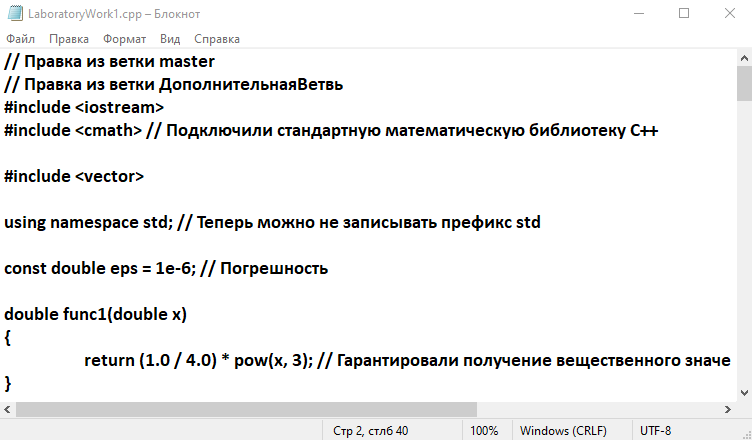 LaboratoryWork1.cpp – Блокнот
Файл Правка Формат Вид Справка
// Правка из ветки master
// Правка из ветки ДополнительнаяВетвь
#include <iostream>
#include <cmath> // Подключили стандартную математическую библиотеку C++
#include <vector>
using namespace std; // Теперь можно не записывать префикс std
const double eps = 1e-6; // Погрешность
double func1(double x)
{
return (1.0 / 4.0) * pow(x, 3); // Гарантировали получение вещественного значе
}
Стр 2, стлб 40 100% Windows (CRLF) UTF-8